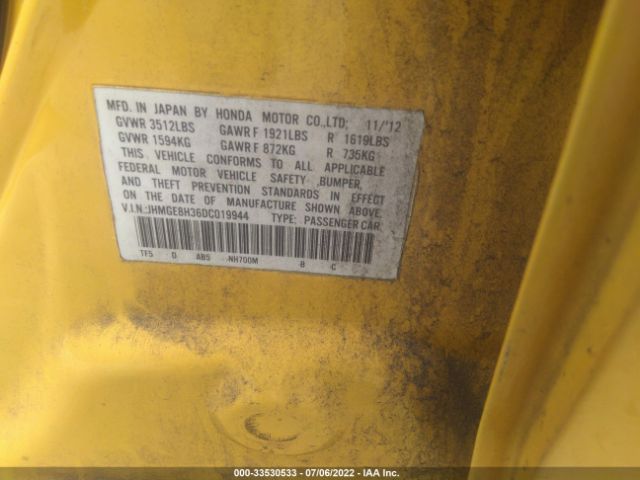 MFD. IN JAPAN BY HONDA MOTOR CO.,LTD; 11/'12
GVWR 3512LBS GAWR F 1921LBS R 1619LBS
GVWR 1594KG GAWR F 872KG R 735KG
THIS VEHICLE CONFORMS TO ALL APPLICABLE
FEDERAL MOTOR VEHICLE SAFETY ,BUMPER,
AND THEFT PREVENTION STANDARDS IN EFFECT
ON THE DATE OF MANUFACTURE SHOWN ABOVE.
V.I.N.:JHMGE8H36DC019944 TYPE: PASSENGER CAR
TF5 D AB5 -NH700M -B C
000-33530533 - 07/06/2022 - IAA Inc.